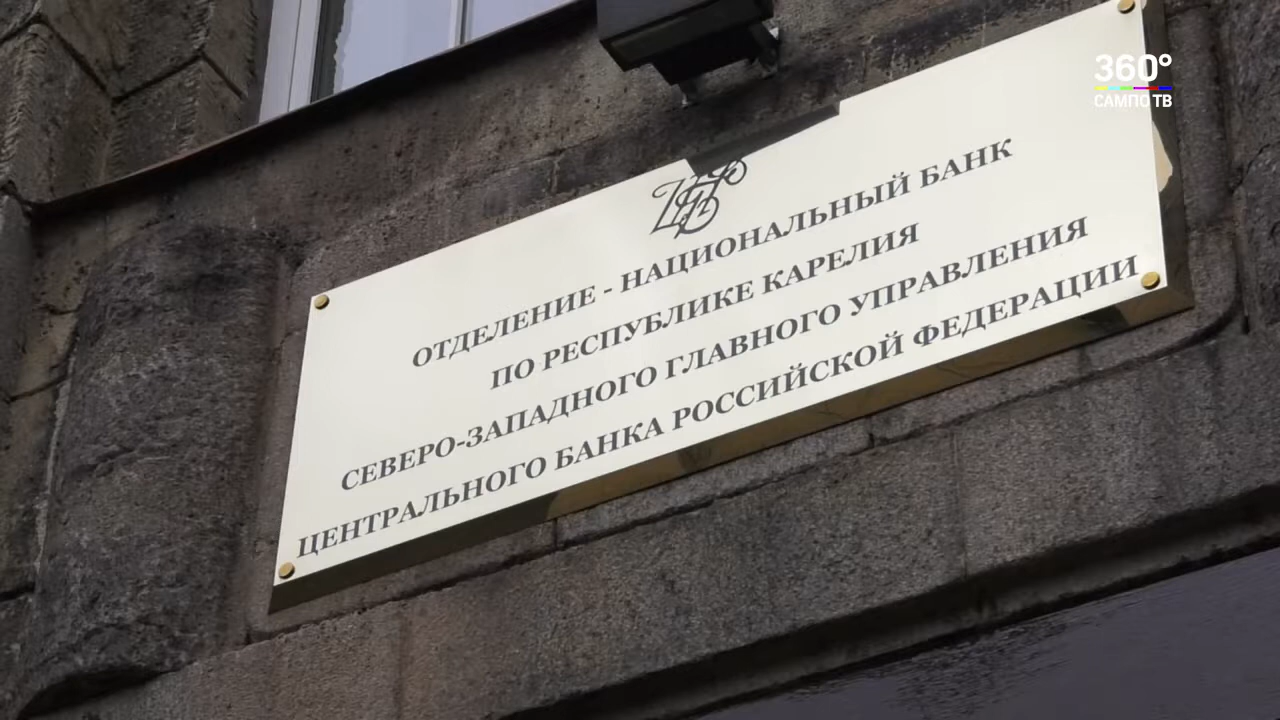 360°
САМПО ТВ
ОТДЕЛЕНИЕ - НАЦИОНАЛЬНЫЙ БАНК
ПО РЕСПУБЛИКЕ КАРЕЛИЯ
СЕВЕРО-ЗАПАДНОГО ГЛАВНОГО УПРАВЛЕНИЯ
ЦЕНТРАЛЬНОГО БАНКА РОССИЙСКОЙ ФЕДЕРАЦИИ